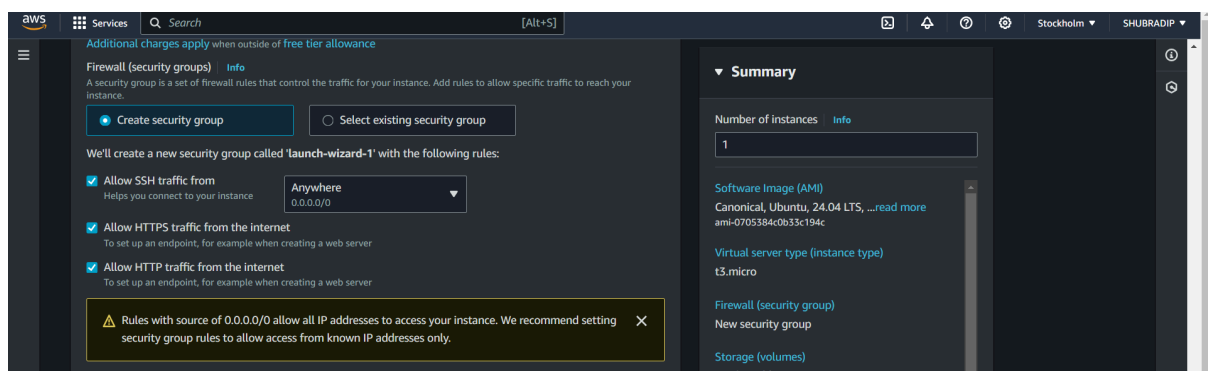 aws Services Search [Alt+S] Stockholm ▼ SHUBRADIP ▼
Additional charges apply when outside of free tier allowance
Firewall (security groups) Info
A security group is a set of firewall rules that control the traffic for your instance. Add rules to allow specific traffic to reach your
instance.
Create security group
Select existing security group
We'll create a new security group called 'launch-wizard-1' with the following rules:
Allow SSH traffic from
Helps you connect to your instance
Anywhere
0.0.0.0/0
Allow HTTPS traffic from the internet
To set up an endpoint, for example when creating a web server
Allow HTTP traffic from the internet
To set up an endpoint, for example when creating a web server
Rules with source of 0.0.0.0/0 allow all IP addresses to access your instance. We recommend setting
security group rules to allow access from known IP addresses only.
▼ Summary
Number of instances Info
1
Software Image (AMI)
Canonical, Ubuntu, 24.04 LTS, ...read more
ami-0705384c0b33c194c
Virtual server type (instance type)
t3.micro
Firewall (security group)
New security group
Storage (volumes)